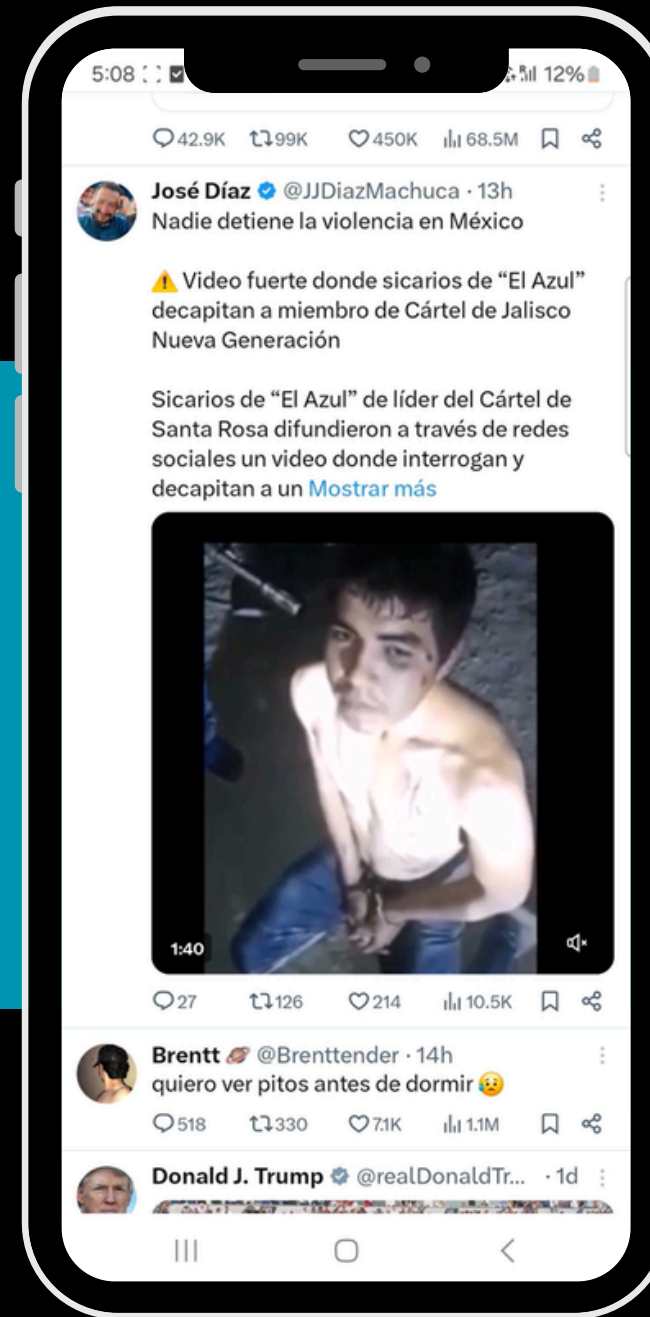 5:08 12%
42.9K 99K 450K 68.5M
José Díaz @JJDiazMachuca · 13h
Nadie detiene la violencia en México
⚠️ Video fuerte donde sicarios de “El Azul”
decapitan a miembro de Cártel de Jalisco
Nueva Generación
Sicarios de “El Azul” de líder del Cártel de
Santa Rosa difundieron a través de redes
sociales un video donde interrogan y
decapitan a un Mostrar más
1:40
27 126 214 10.5K
Brentt 🪐 @Brenttender · 14h
quiero ver pitos antes de dormir 😥
518 330 7.1K 1.1M
Donald J. Trump @realDonaldTr... · 1d